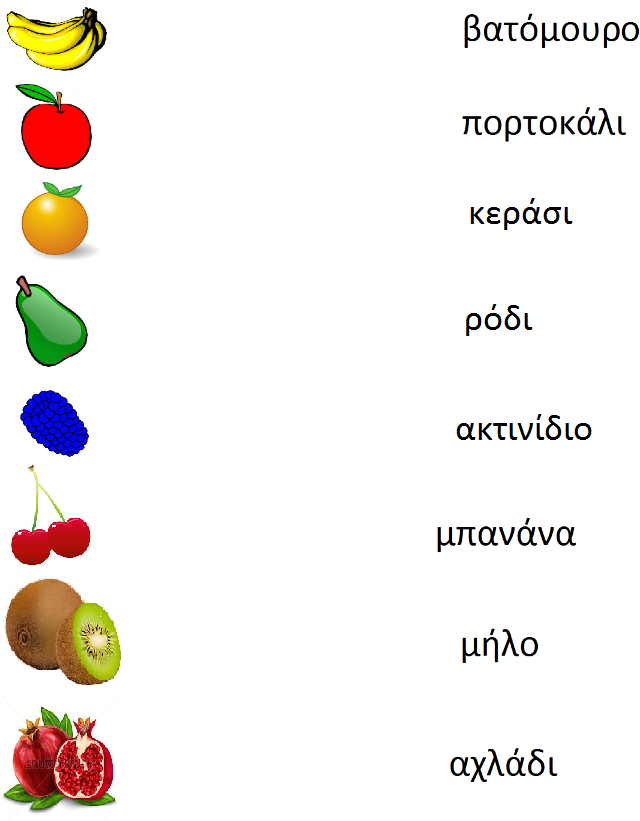 βατόμουρο
πορτοκάλι
κεράσι
ρόδι
ακτινίδιο
μπανάνα
μήλο
αχλάδι